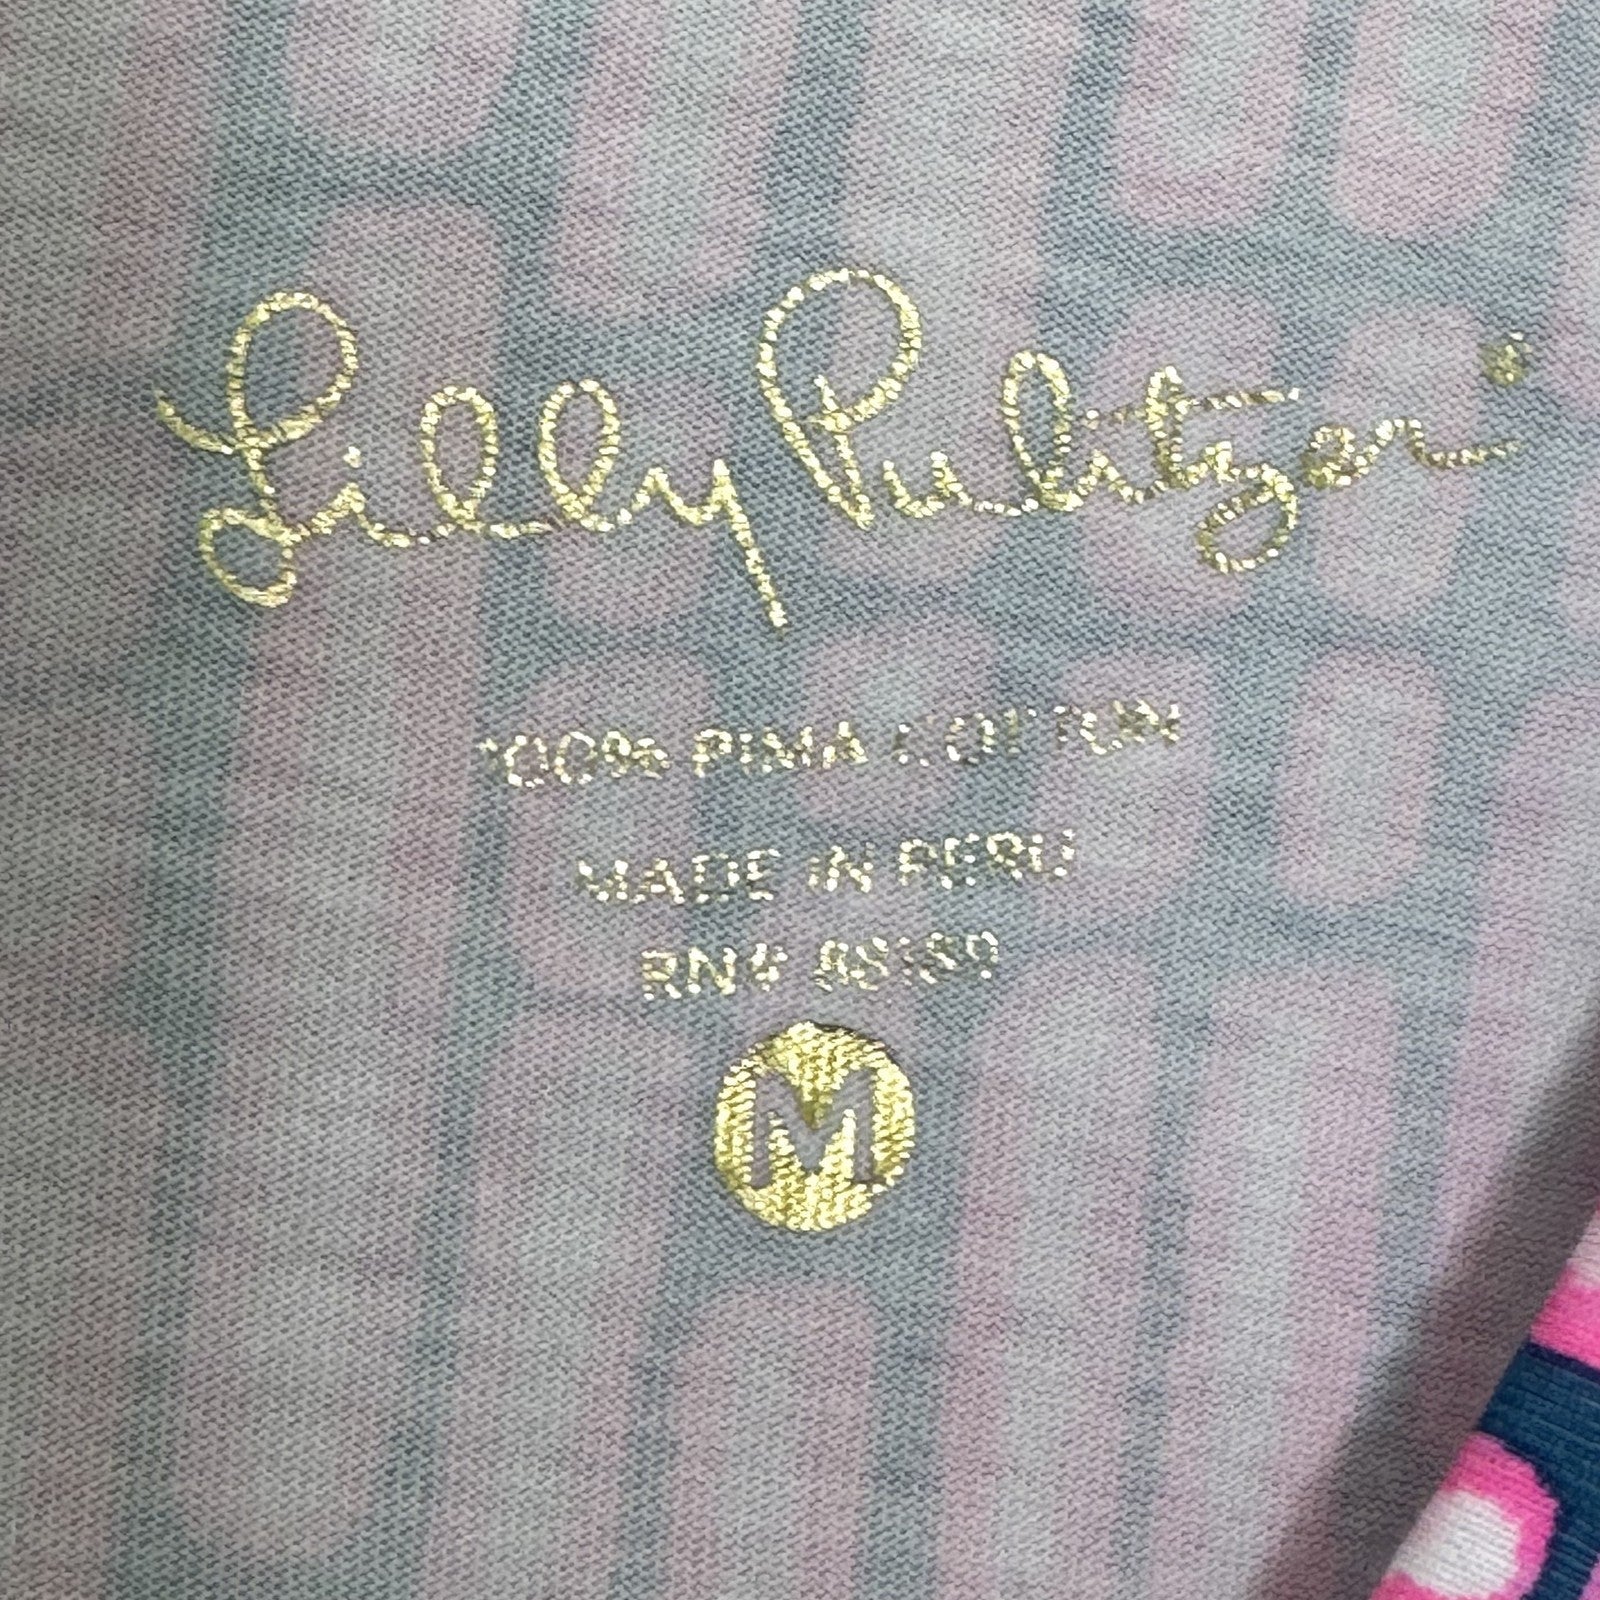 Lilly Pulitzer
100% PIMA COTTON
MADE IN PERU
RN#
M